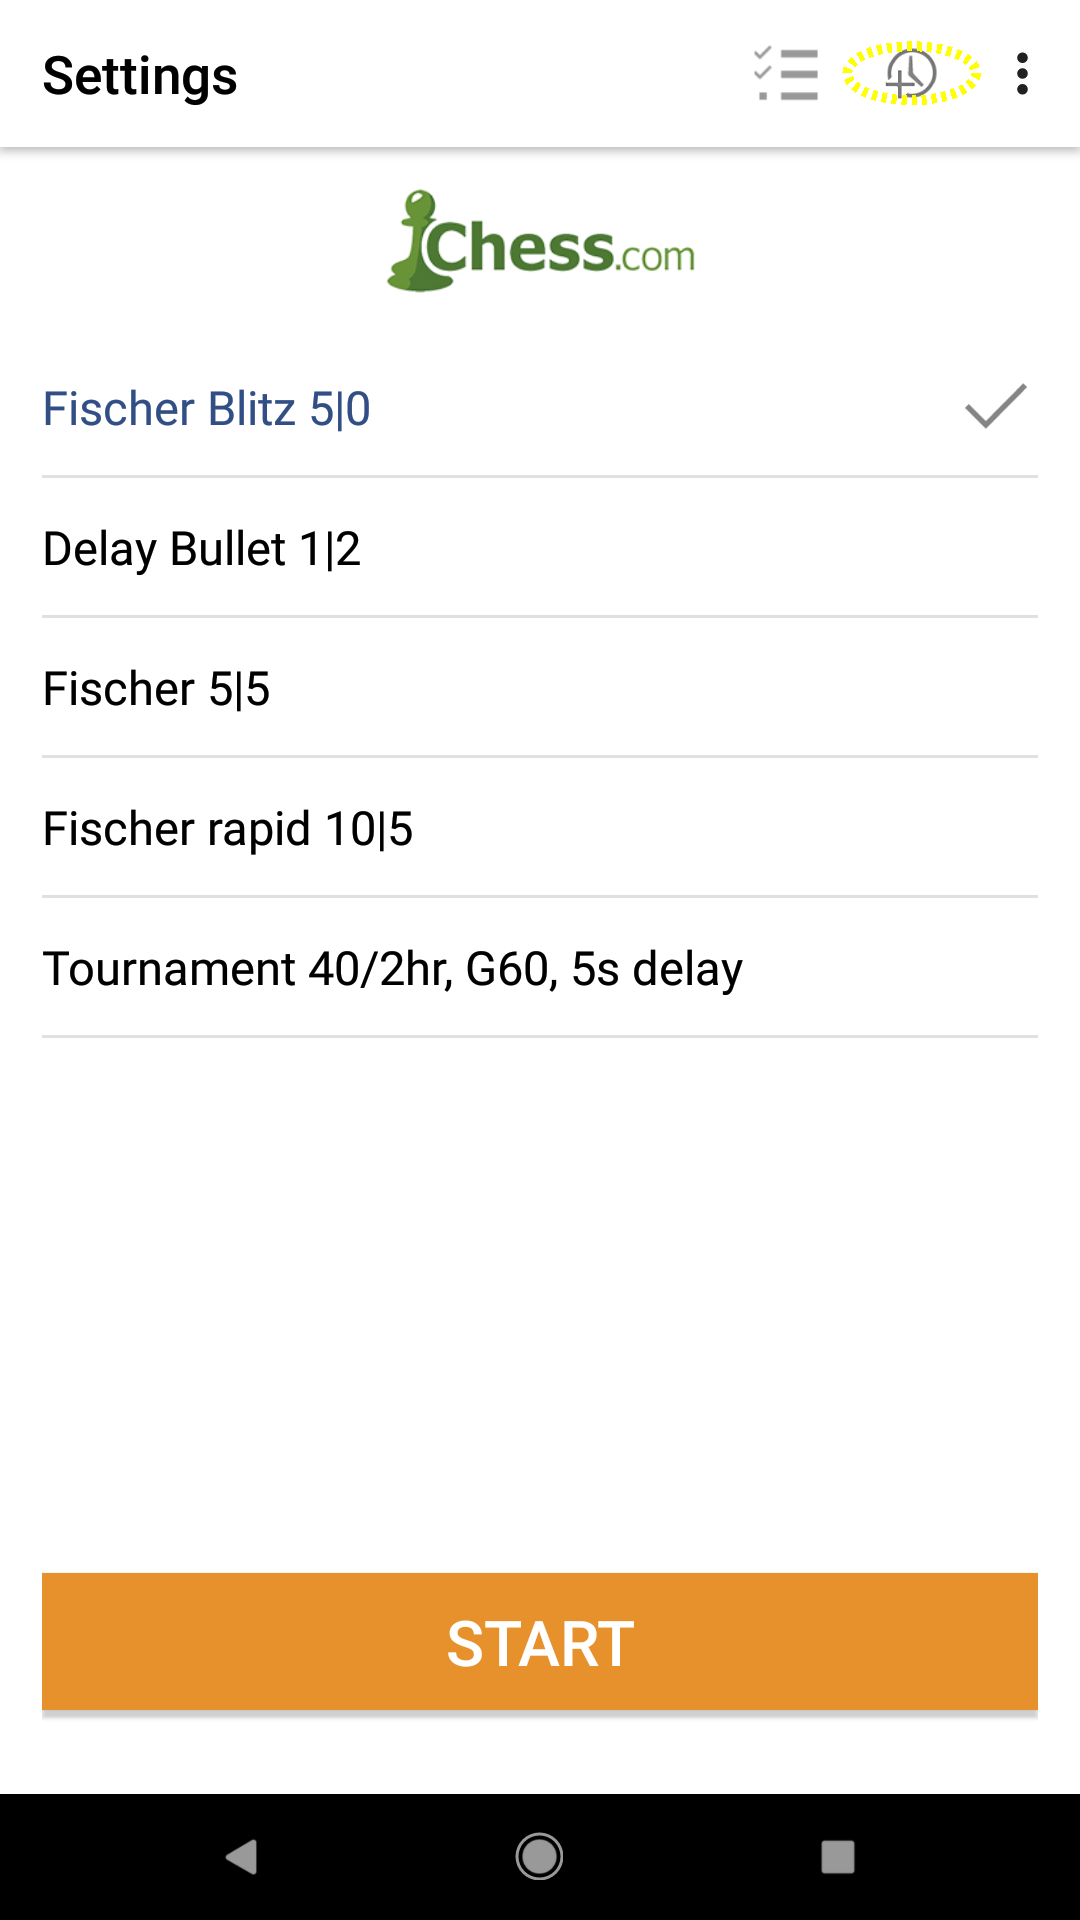 Settings
Chess.com
Fischer Blitz 5|0
Delay Bullet 1|2
Fischer 5|5
Fischer rapid 10|5
Tournament 40/2hr, G60, 5s delay
START